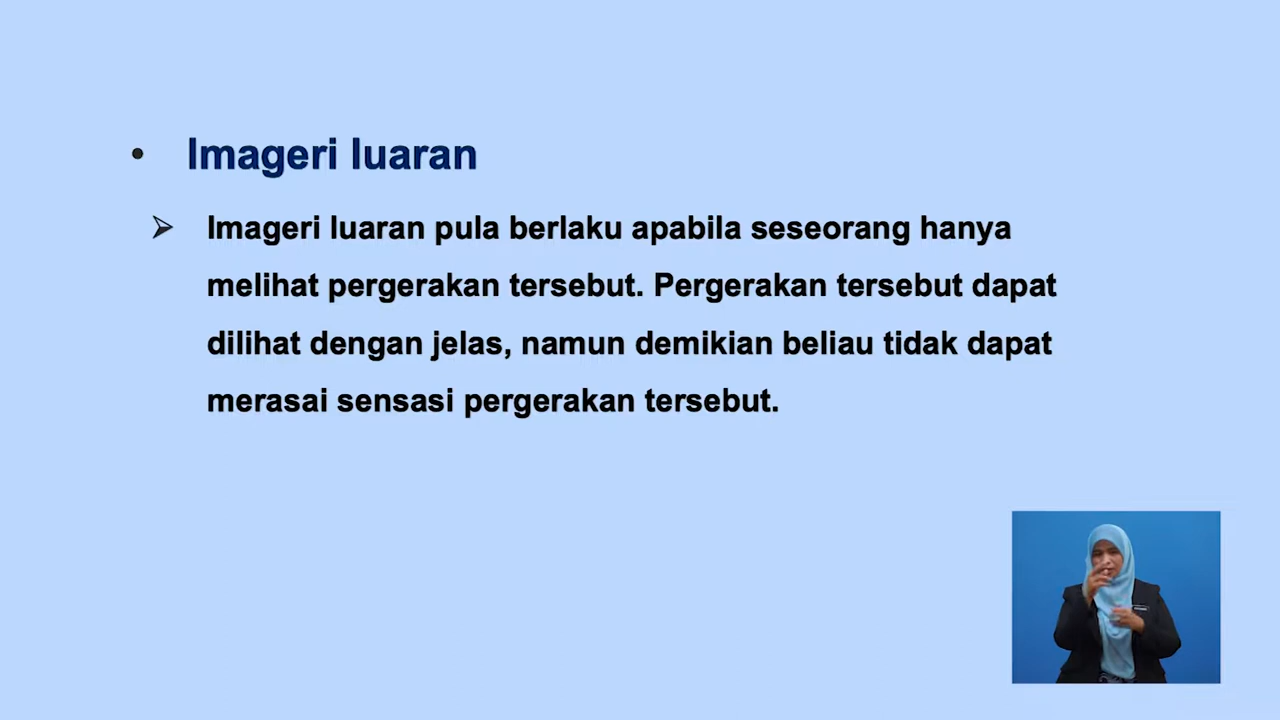 • Imageri luaran
➢ Imageri luaran pula berlaku apabila seseorang hanya
melihat pergerakan tersebut. Pergerakan tersebut dapat
dilihat dengan jelas, namun demikian beliau tidak dapat
merasai sensasi pergerakan tersebut.